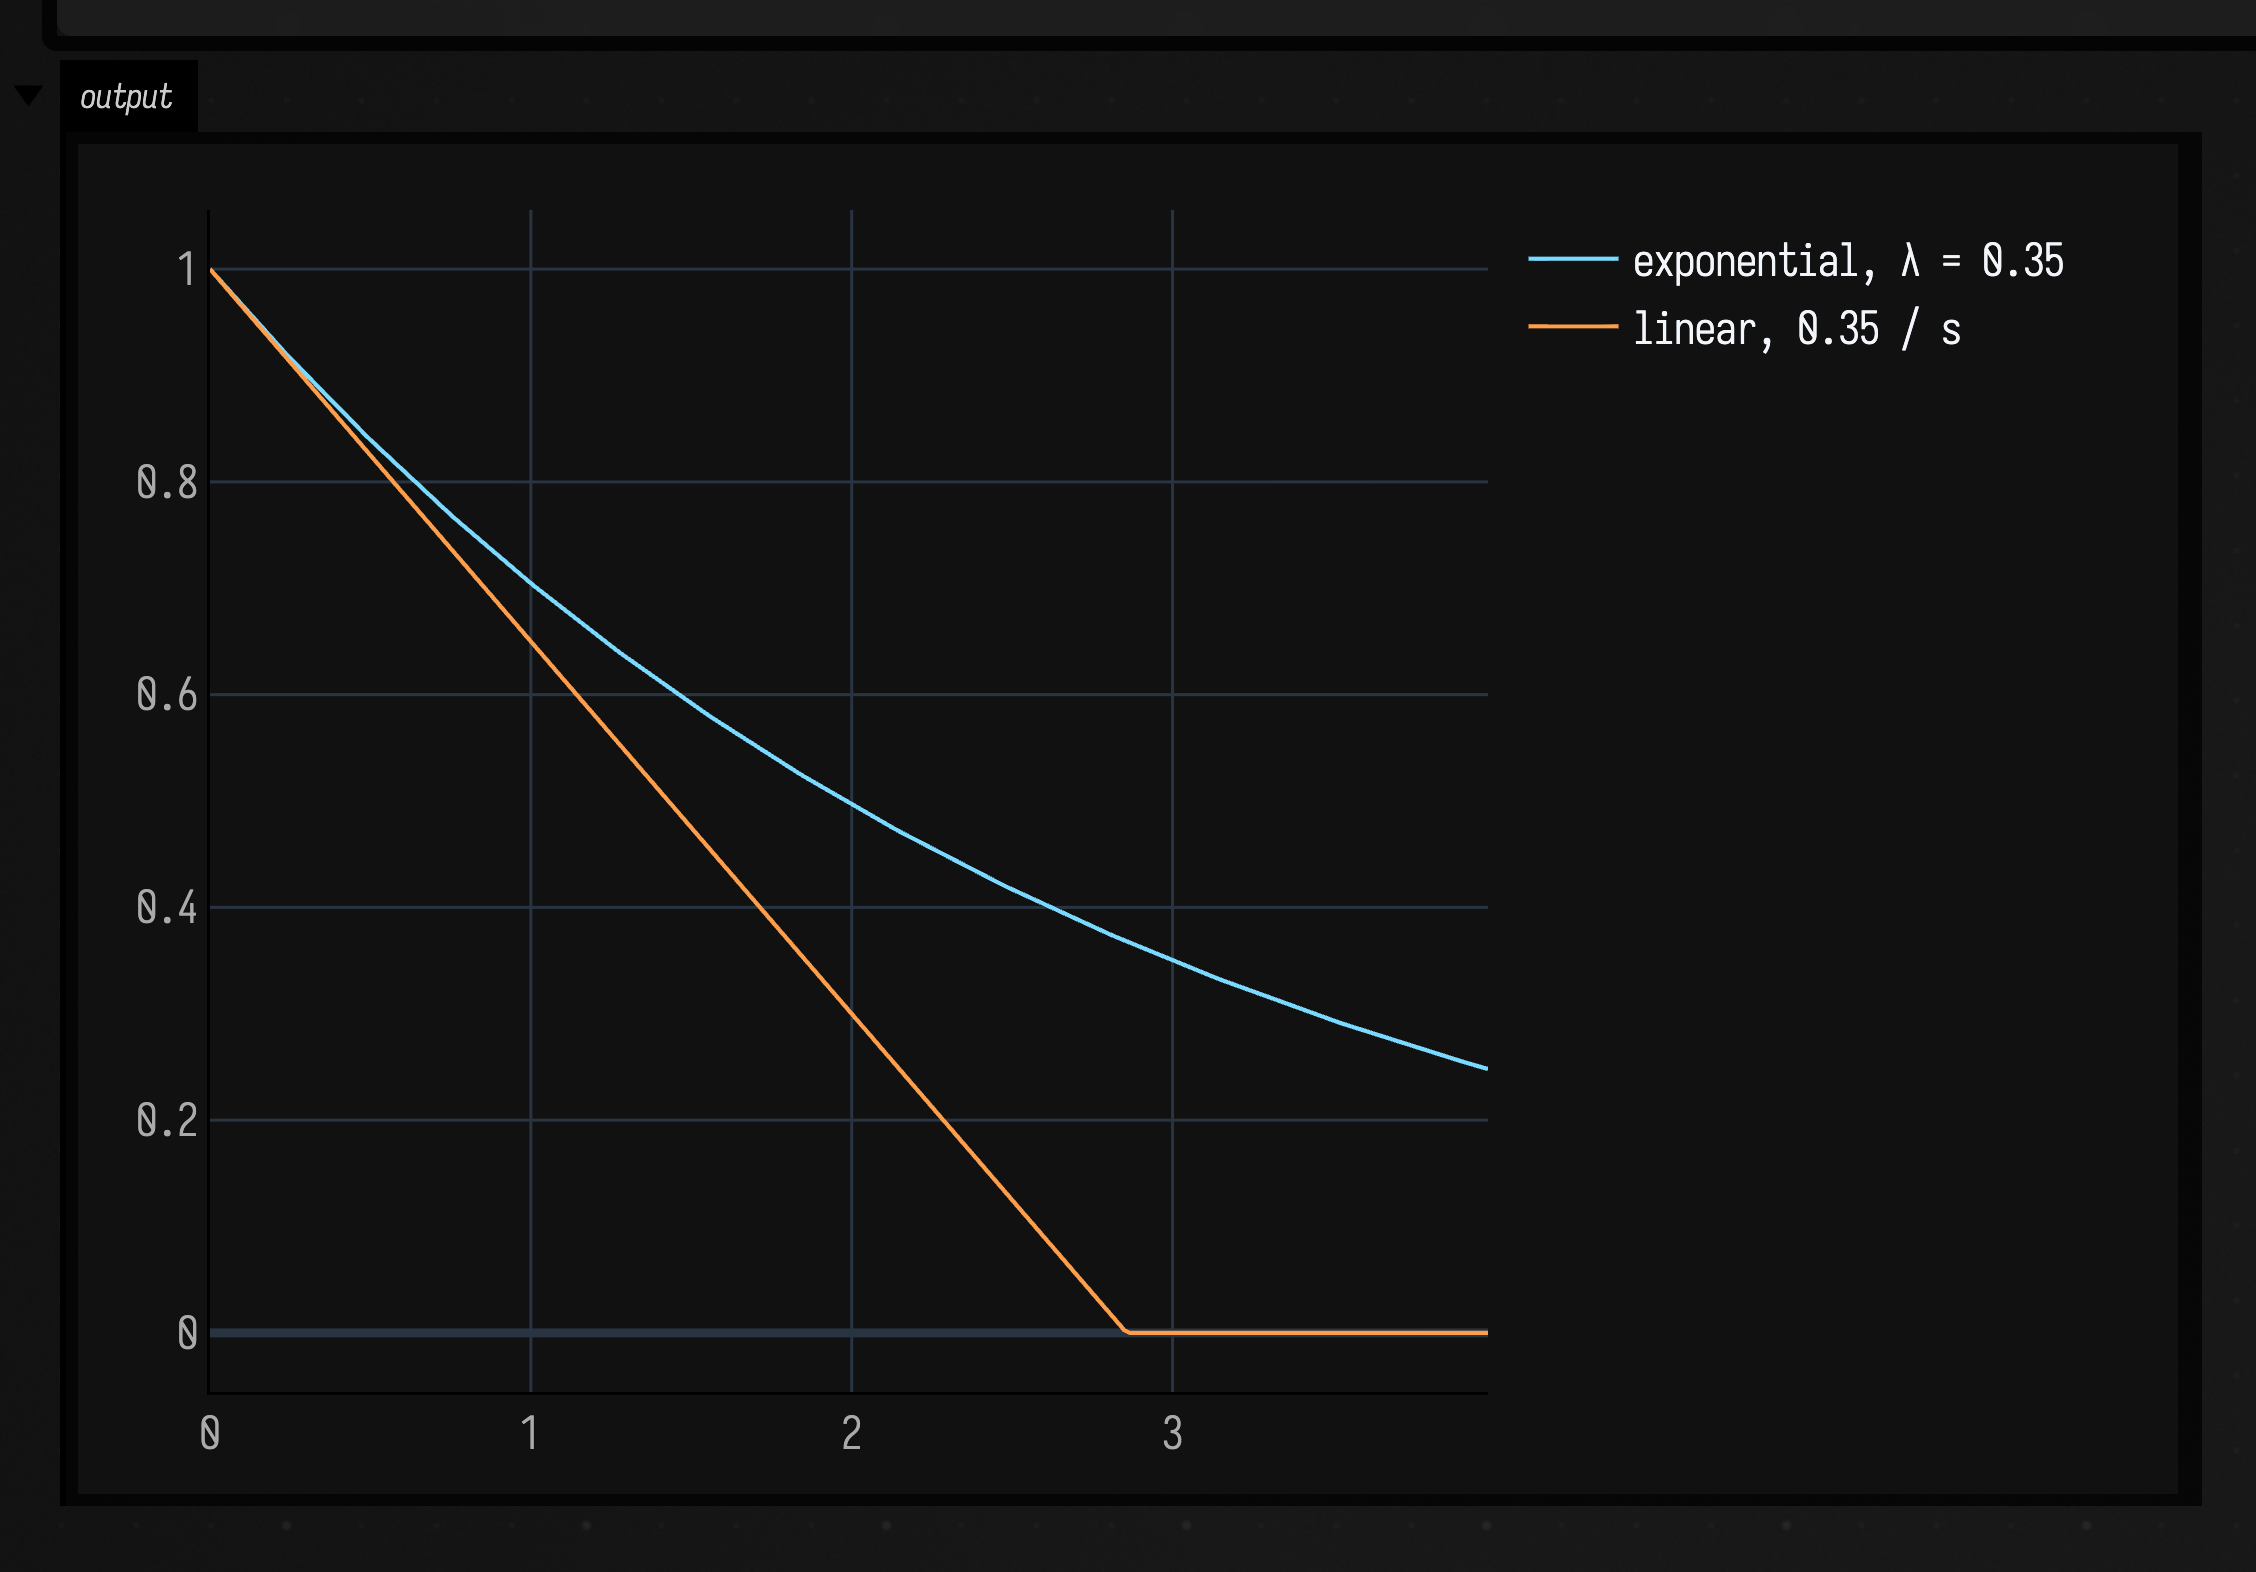 output
exponential, λ = 0.35
linear, 0.35 / s
1
0.8
0.6
0.4
0.2
0
0 1 2 3